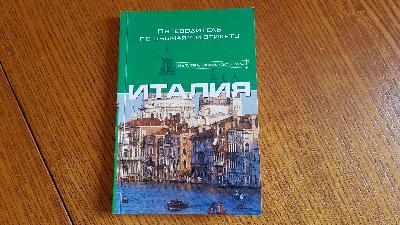 Путеводитель
по обычаям и этикету
ИТАЛИЯ